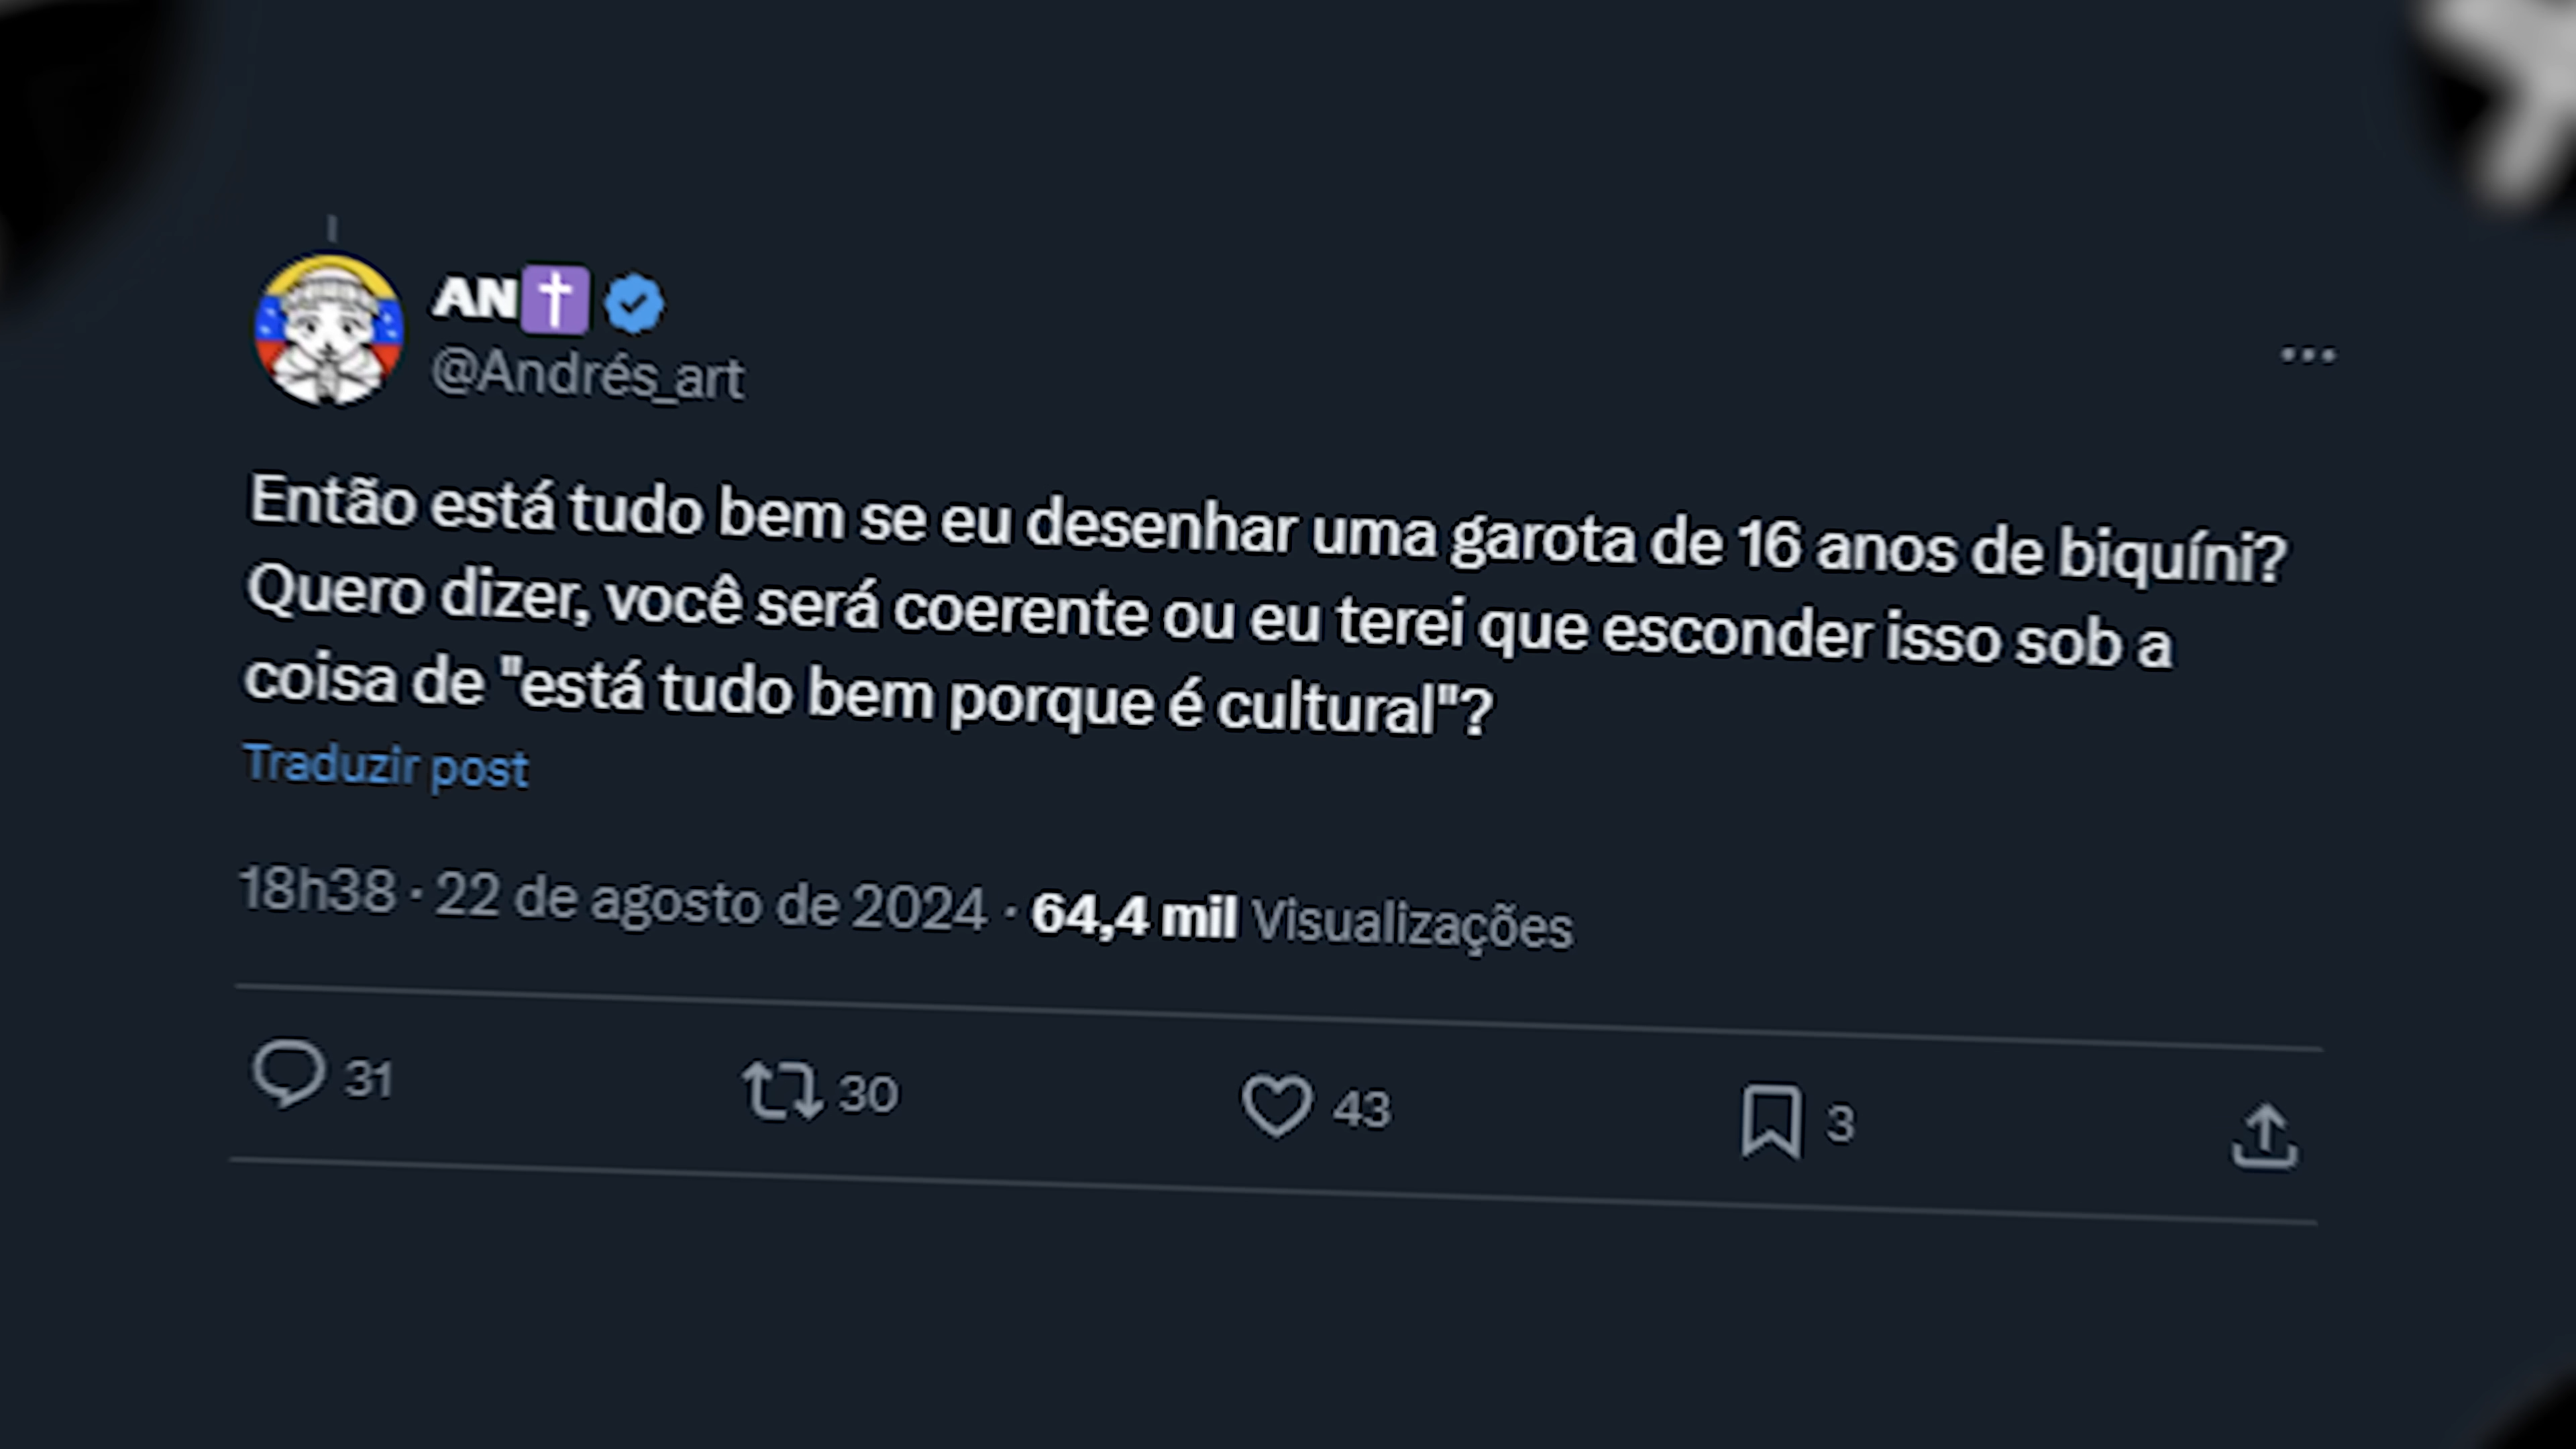 AN✝️
@Andrés_art
Então está tudo bem se eu desenhar uma garota de 16 anos de biquíni?
Quero dizer, você será coerente ou eu terei que esconder isso sob a
coisa de "está tudo bem porque é cultural"?
Traduzir post
18h38 · 22 de agosto de 2024 · 64,4 mil Visualizações
31 30 43 3